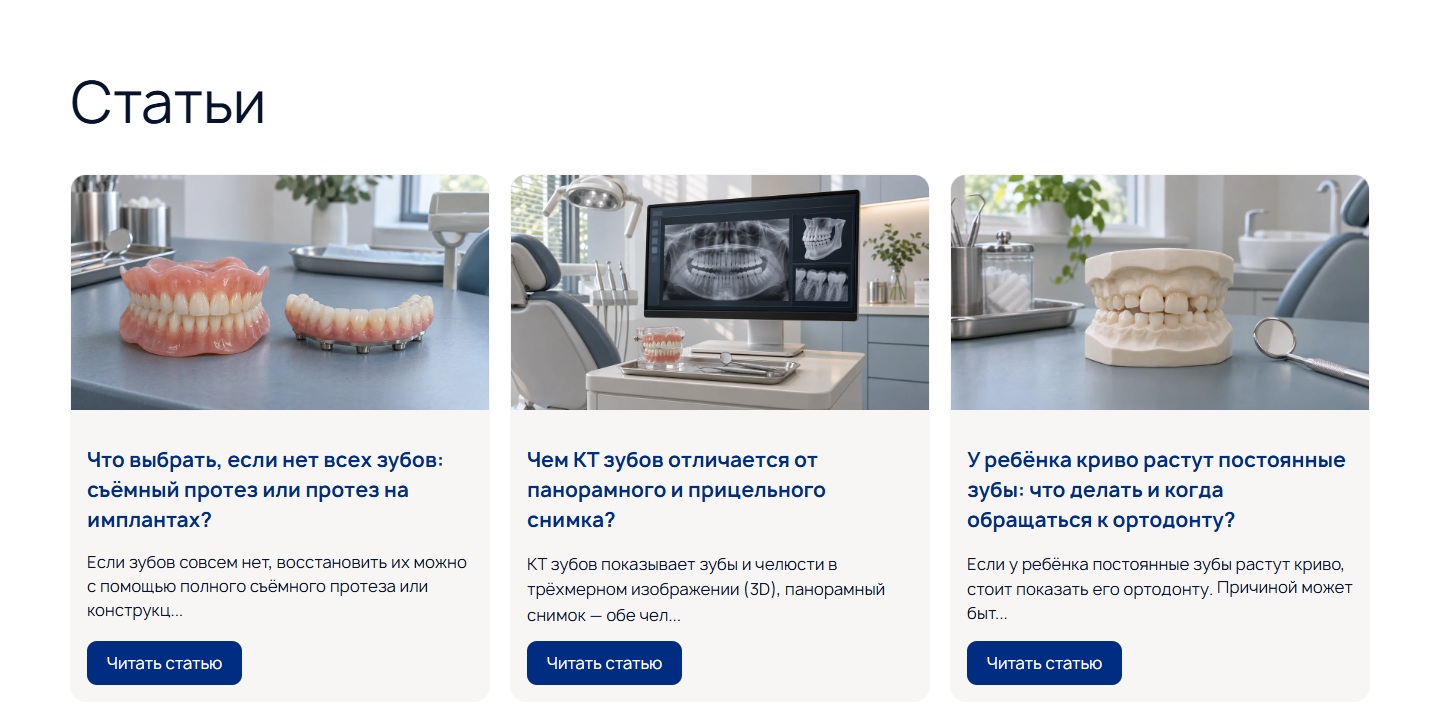 Статьи
Что выбрать, если нет всех зубов:
съёмный протез или протез на
имплантах?
Если зубов совсем нет, восстановить их можно
с помощью полного съёмного протеза или
конструкц...
Читать статью
Чем КТ зубов отличается от
панорамного и прицельного
снимка?
КТ зубов показывает зубы и челюсти в
трёхмерном изображении (3D), панорамный
снимок — обе чел...
Читать статью
У ребёнка криво растут постоянные
зубы: что делать и когда
обращаться к ортодонту?
Если у ребёнка постоянные зубы растут криво,
стоит показать его ортодонту. Причиной может
быт...
Читать статью